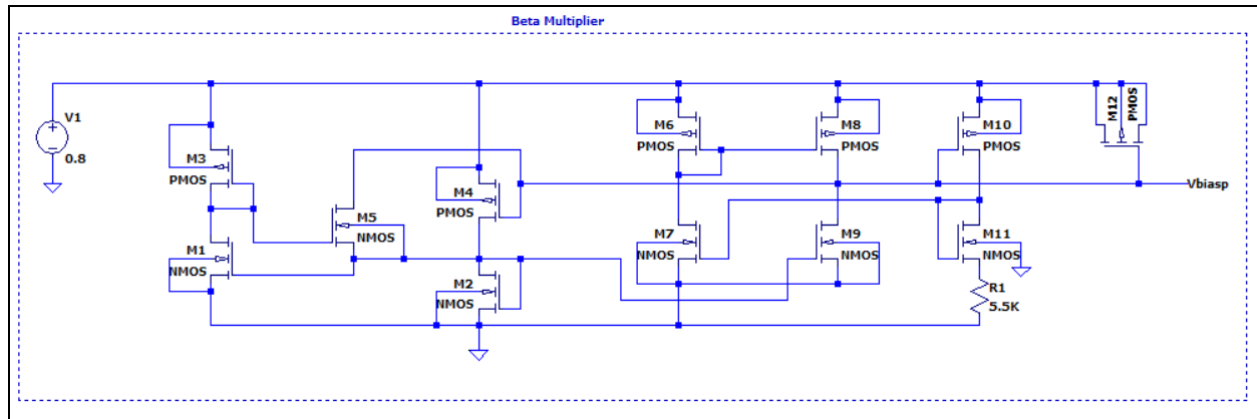 Beta Multiplier
V1
0.8
M3
PMOS
M1
NMOS
M5
NMOS
M4
PMOS
M2
NMOS
M6
PMOS
M7
NMOS
M8
PMOS
M9
NMOS
M10
PMOS
M11
NMOS
R1
5.5K
M12
PMOS
Vbiasp